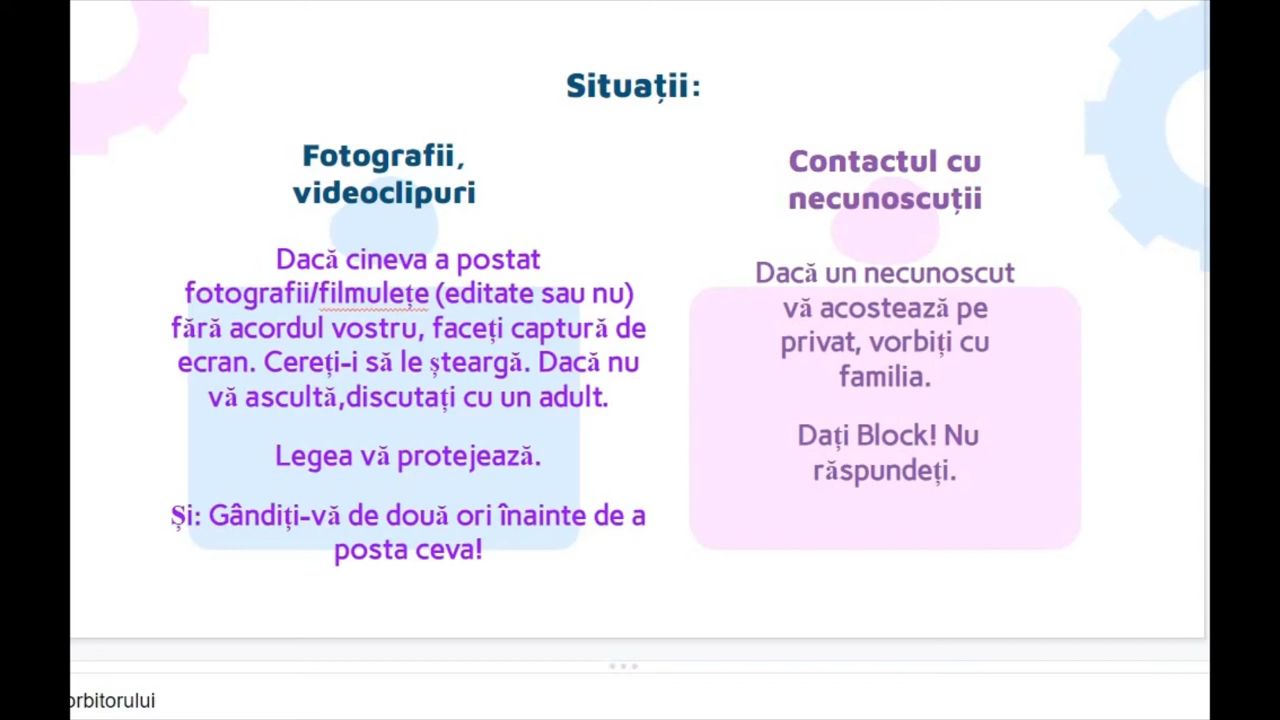 Situații:
Fotografii,
videoclipuri
Dacă cineva a postat
fotografii/filmulețe (editate sau nu)
fără acordul vostru, faceți captură de
ecran. Cereți-i să le șteargă. Dacă nu
vă ascultă,discutați cu un adult.
Legea vă protejează.
Și: Gândiți-vă de două ori înainte de a
posta ceva!
Contactul cu
necunoscuții
Dacă un necunoscut
vă acostează pe
privat, vorbiți cu
familia.
Dați Block! Nu
răspundeți.
orbitorului